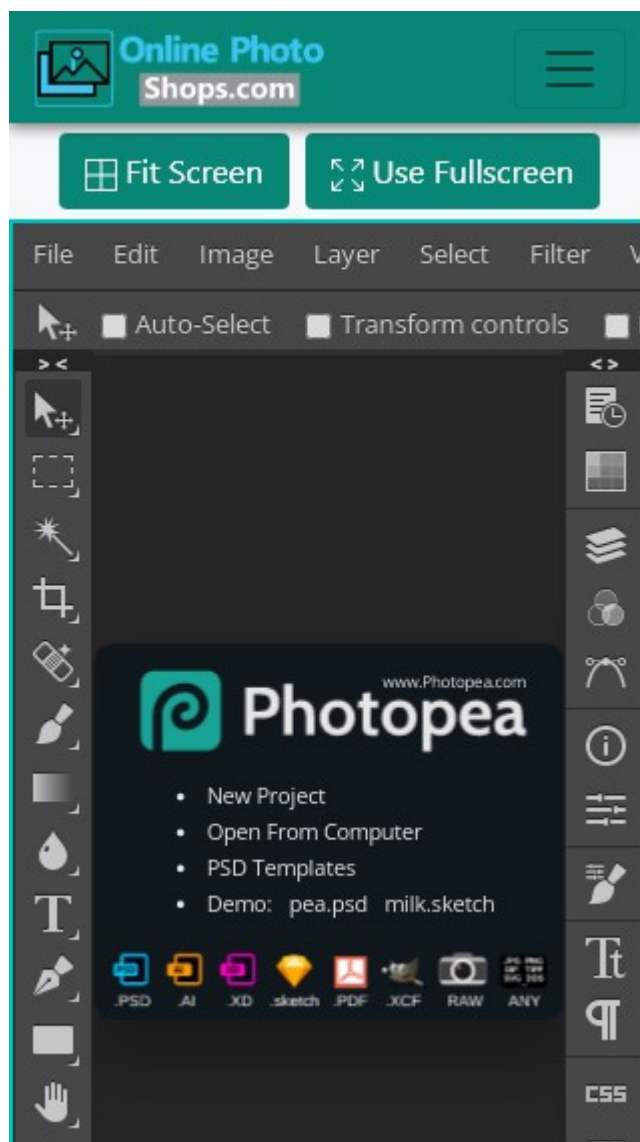 Online Photo
Shops.com
Fit Screen
Use Fullscreen
File Edit Image Layer Select Filter
Auto-Select Transform controls
www.Photopea.com
Photopea
New Project
Open From Computer
PSD Templates
Demo: pea.psd milk.sketch
.PSD .AI .XD .sketch .PDF .XCF RAW ANY
T
Tt
¶
CSS